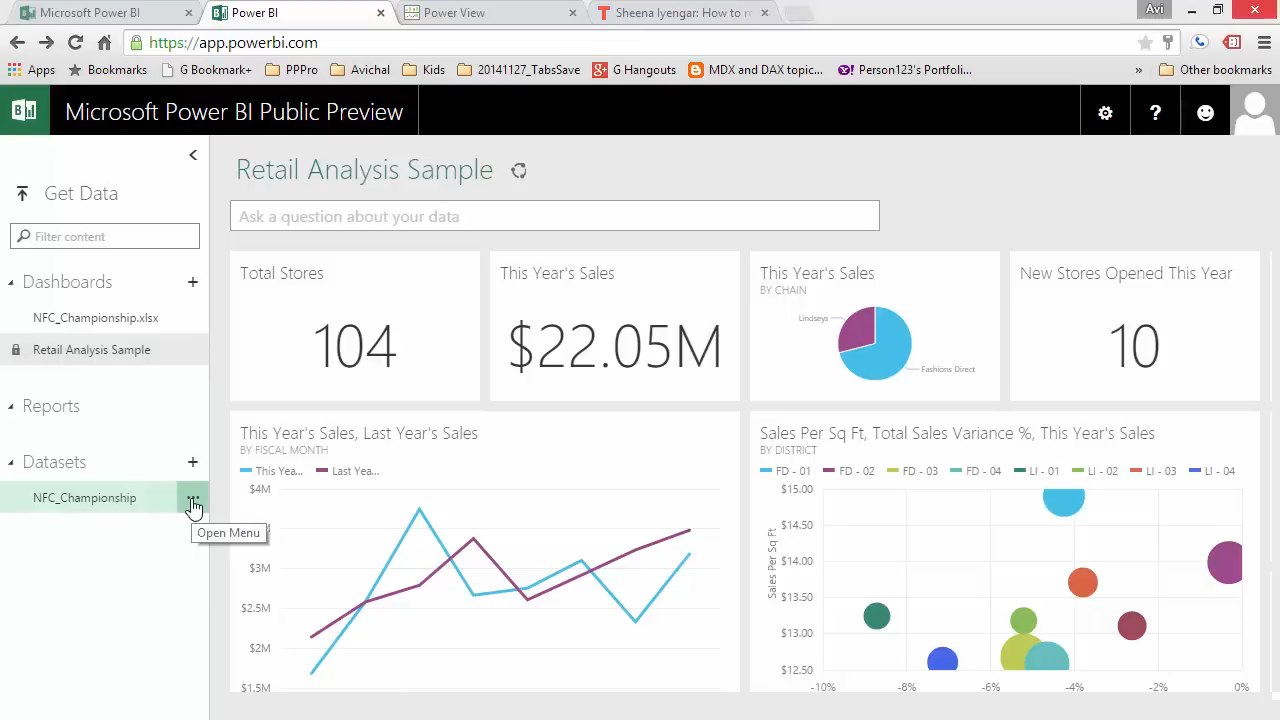 Microsoft Power BI
Power BI
Power View
Sheena Iyengar: How to m
Avi
https://app.powerbi.com
Apps
Bookmarks
G Bookmark+
PPPro
Avichal
Kids
20141127_TabsSave
G Hangouts
MDX and DAX topic...
Person123's Portfoli...
»
Other bookmarks
Microsoft Power BI Public Preview
?
Get Data
Filter content
Dashboards
NFC_Championship.xlsx
Retail Analysis Sample
Reports
Datasets
NFC_Championship
Open Menu
Retail Analysis Sample
Ask a question about your data
Total Stores
104
This Year's Sales
$22.05M
This Year's Sales
BY CHAIN
Lindseys
Fashions Direct
New Stores Opened This Year
10
This Year's Sales, Last Year's Sales
BY FISCAL MONTH
This Yea... Last Yea...
$4M
$3M
$2.5M
$2M
$1.5M
Sales Per Sq Ft, Total Sales Variance %, This Year's Sales
BY DISTRICT
FD - 01 FD - 02 FD - 03 FD - 04 LI - 01 LI - 02 LI - 03 LI - 04
Sales Per Sq Ft
$15.00
$14.50
$14.00
$13.50
$13.00
$12.50
-10% -8% -6% -4% -2% 0%